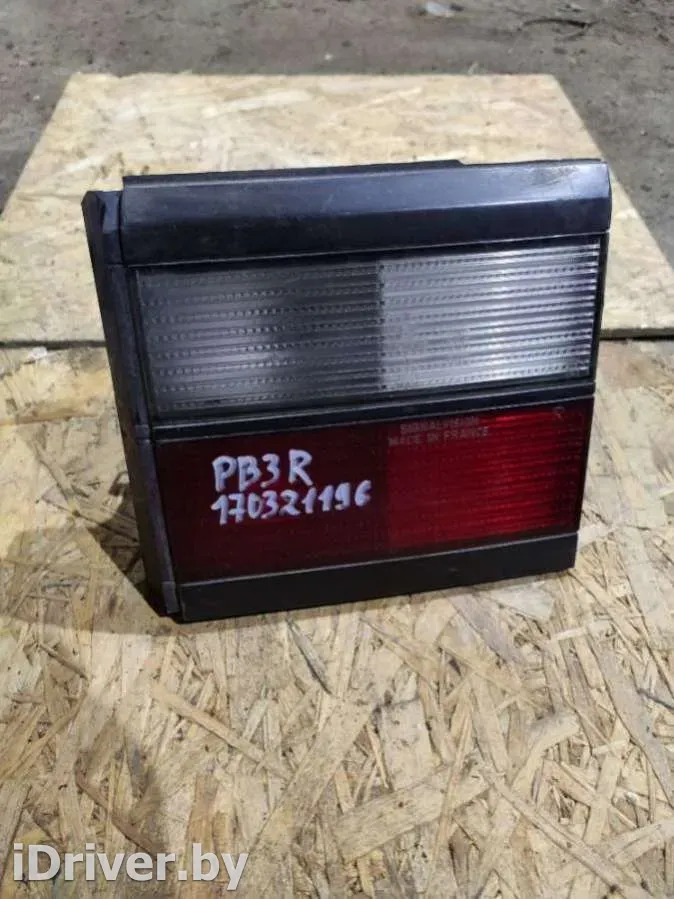 SIGNALVISION
MADE IN FRANCE
R
PB3R
170321196
iDriver.by